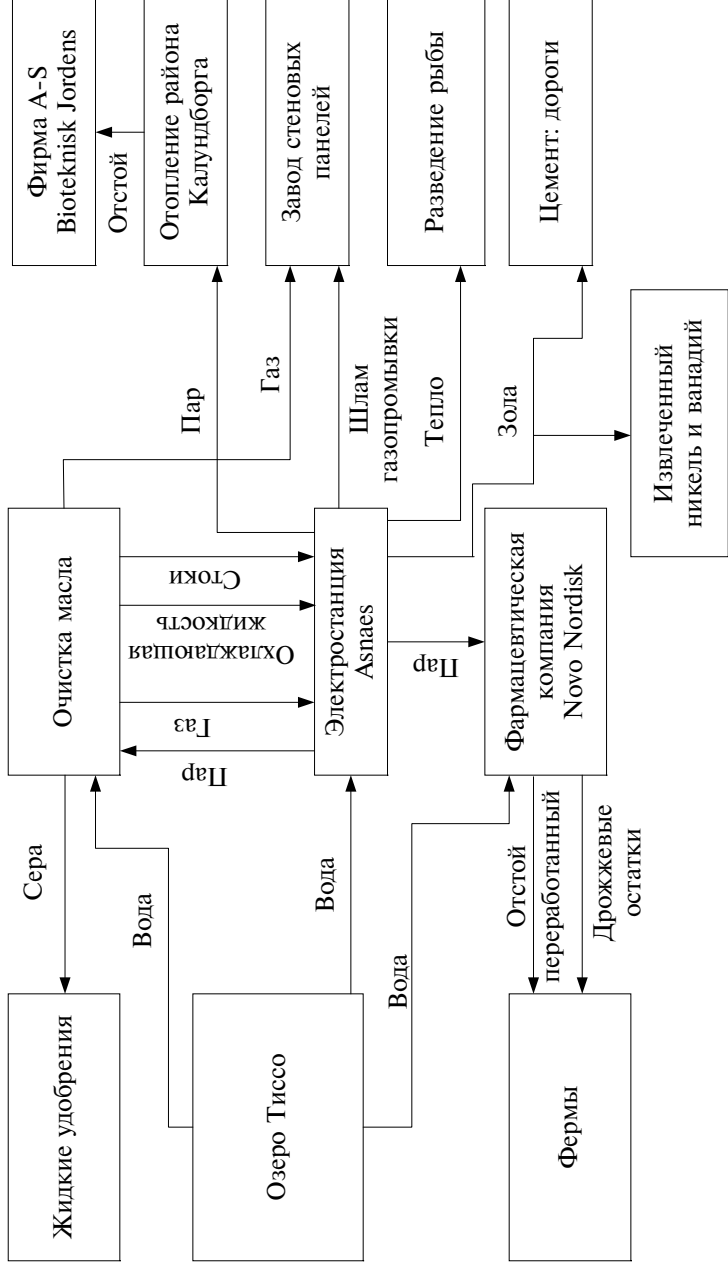 Жидкие удобрения
Сера
Очистка масла
Фирма A-S
Bioteknisk Jordens
Отстой
Отопление района
Калундборга
Завод стеновых
панелей
Разведение рыбы
Цемент: дороги
Извлеченный
никель и ванадий
Пар
Газ
Шлам
газопромывки
Тепло
Зола
Пар
Газ
Охлаждающая
жидкость
Стоки
Озеро Тиссо
Вода
Вода
Вода
Электростанция
Asnaes
Пар
Фармацевтическая
компания
Novo Nordisk
Отстой
переработанный
Дрожжевые
остатки
Фермы